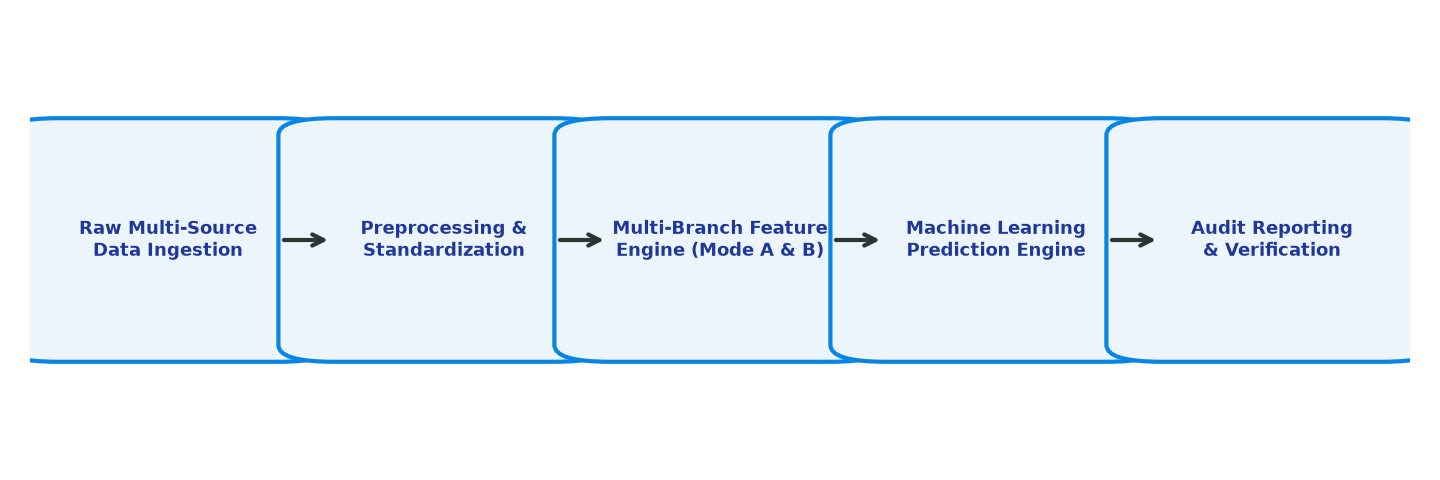 Raw Multi-Source
Data Ingestion
Preprocessing &
Standardization
Multi-Branch Feature
Engine (Mode A & B)
Machine Learning
Prediction Engine
Audit Reporting
& Verification